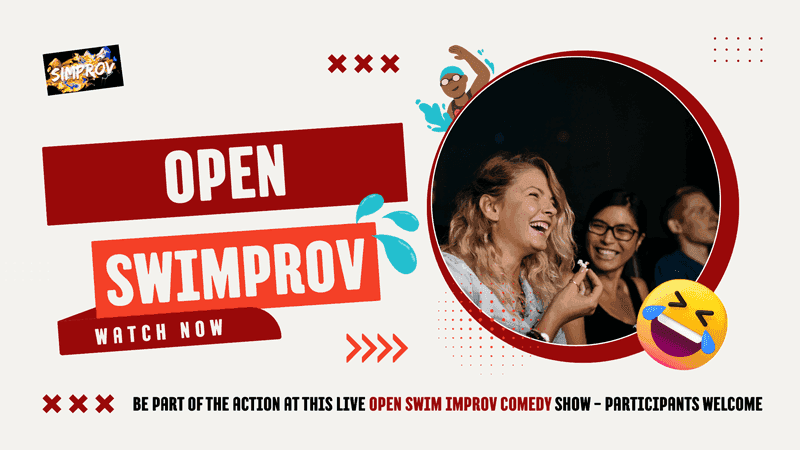 SIMPROV
OPEN
SWIMPROV
WATCH NOW
BE PART OF THE ACTION AT THIS LIVE OPEN SWIM IMPROV COMEDY SHOW – PARTICIPANTS WELCOME